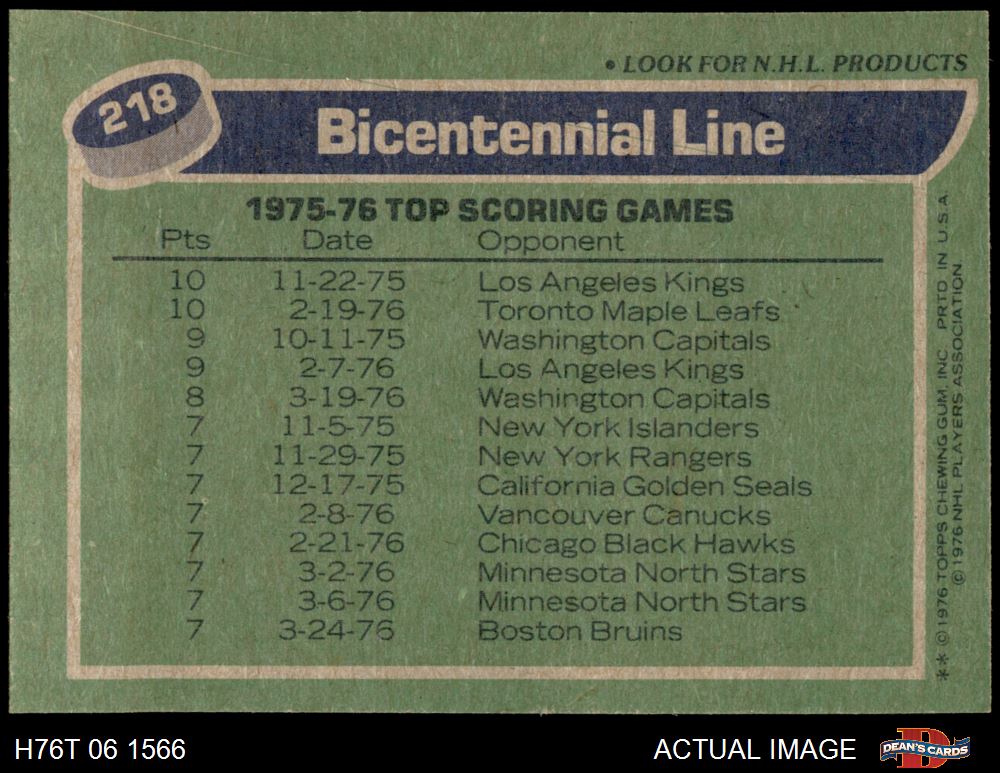 • LOOK FOR N.H.L. PRODUCTS
218
Bicentennial Line
1975-76 TOP SCORING GAMES
Pts Date Opponent
10 11-22-75 Los Angeles Kings
10 2-19-76 Toronto Maple Leafs
9 10-11-75 Washington Capitals
9 2-7-76 Los Angeles Kings
8 3-19-76 Washington Capitals
7 11-5-75 New York Islanders
7 11-29-75 New York Rangers
7 12-17-75 California Golden Seals
7 2-8-76 Vancouver Canucks
7 2-21-76 Chicago Black Hawks
7 3-2-76 Minnesota North Stars
7 3-6-76 Minnesota North Stars
7 3-24-76 Boston Bruins
** © 1976 TOPPS CHEWING GUM, INC. PRTD. IN U.S.A.
© 1976 NHL PLAYERS ASSOCIATION
H76T 06 1566
ACTUAL IMAGE
D
DEAN'S CARDS